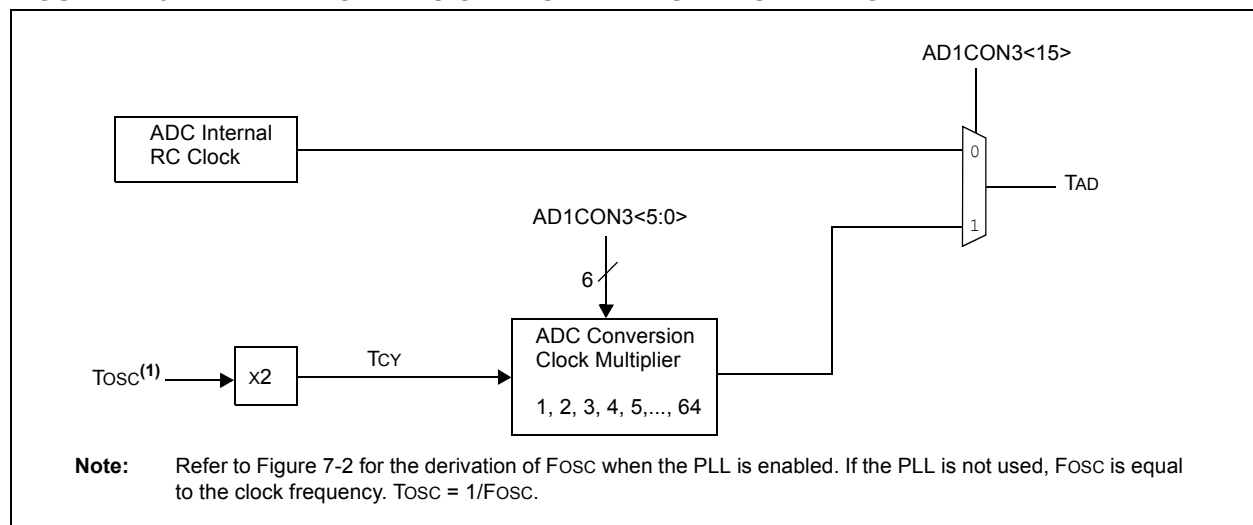 AD1CON3<15>
ADC Internal
RC Clock
0
TAD
AD1CON3<5:0>
1
6
ADC Conversion
Clock Multiplier
TOSC(1)
X2
TCY
1, 2, 3, 4, 5,..., 64
Note: Refer to Figure 7-2 for the derivation of FOSC when the PLL is enabled. If the PLL is not used, FOSC is equal
to the clock frequency. TOSC = 1/FOSC.